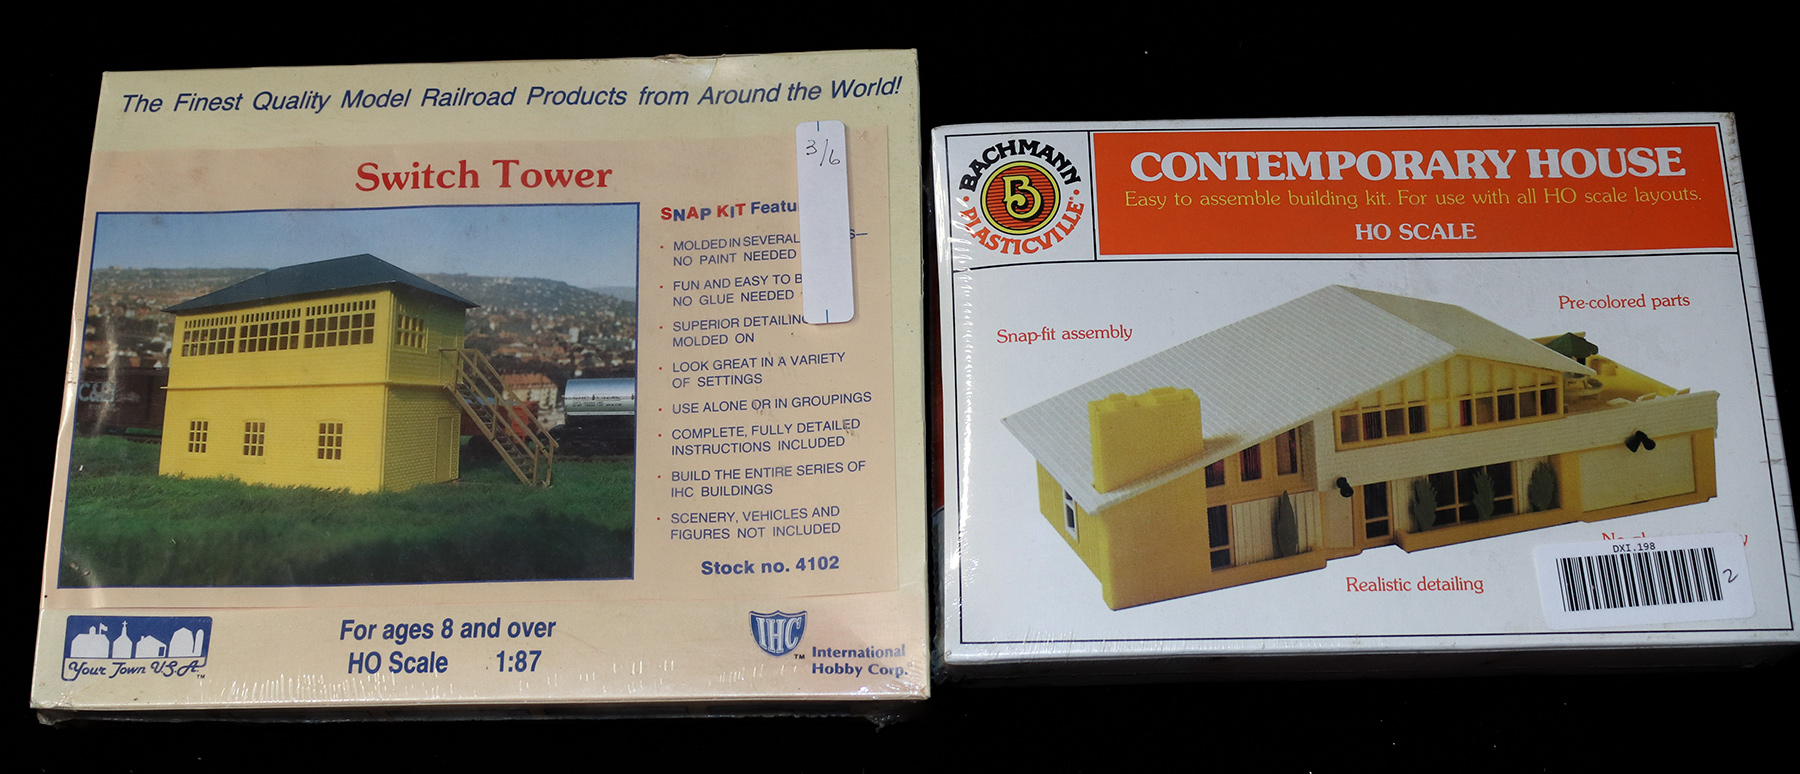 The Finest Quality Model Railroad Products from Around the World!
3/6
Switch Tower
SNAP KIT
• MOLDED IN SEVERAL
NO PAINT NEEDED
• FUN AND EASY TO
NO GLUE NEEDED
• SUPERIOR
MOLDED ON
• LOOK GREAT IN A VARIETY
OF SETTINGS
• USE ALONE OR IN GROUPINGS
• COMPLETE, FULLY DETAILED
INSTRUCTIONS INCLUDED
• BUILD THE ENTIRE SERIES OF
IHC BUILDINGS
• SCENERY, VEHICLES AND
FIGURES NOT INCLUDED
Stock no. 4102
Your Town U.S.A.™
For ages 8 and over
HO Scale 1:87
IHC™
International
Hobby Corp.
BACHMANN
B
PLASTICVILLE
CONTEMPORARY HOUSE
Easy to assemble building kit. For use with all HO scale layouts.
HO SCALE
Snap-fit assembly
Pre-colored parts
Realistic detailing
DXI.198
2